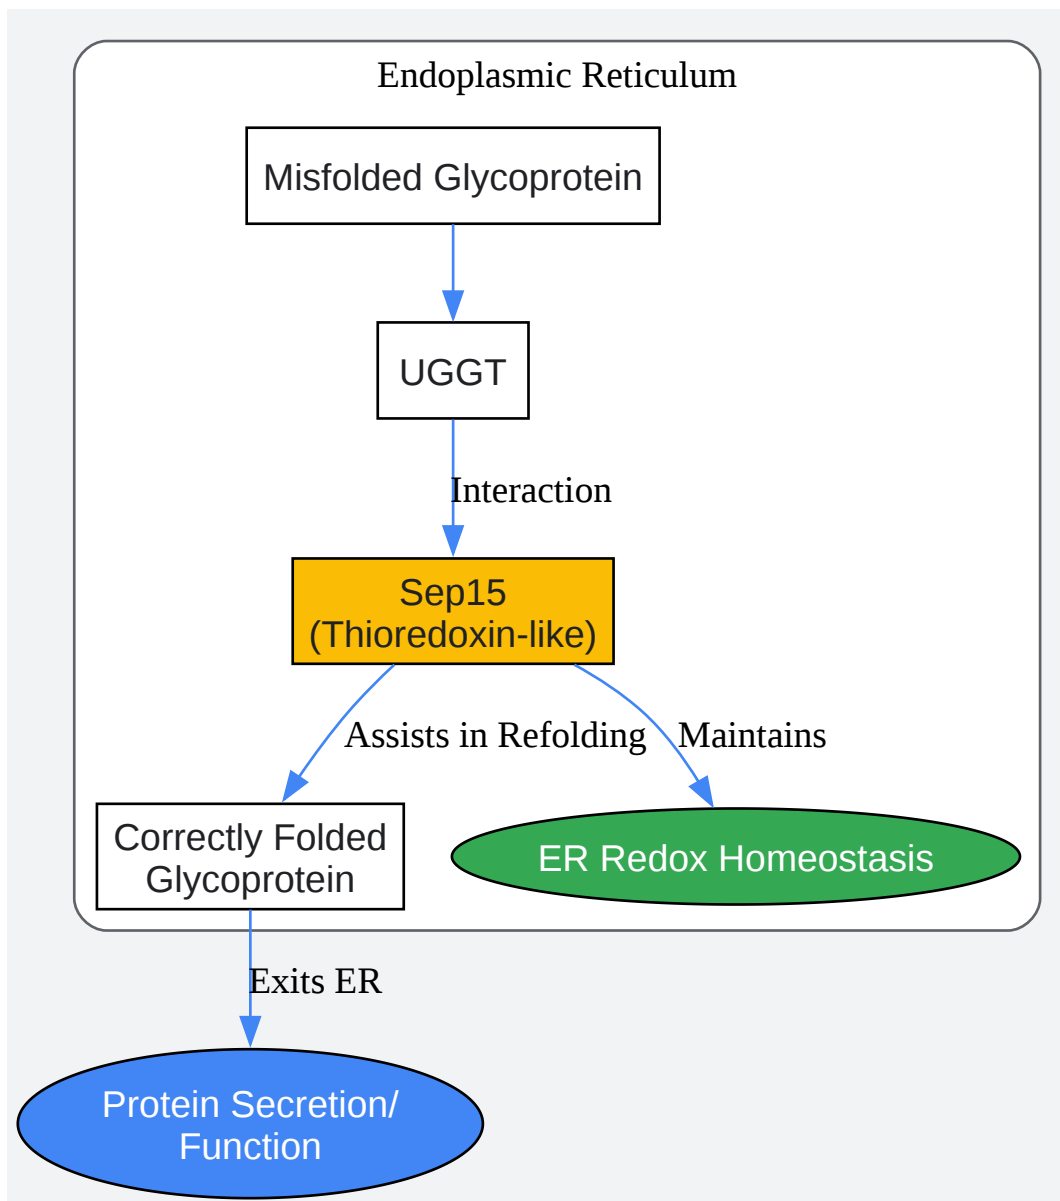 Endoplasmic Reticulum
Misfolded Glycoprotein
UGGT
Interaction
Sep15
(Thioredoxin-like)
Assists in Refolding
Maintains
Correctly Folded
Glycoprotein
ER Redox Homeostasis
Exits ER
Protein Secretion/
Function